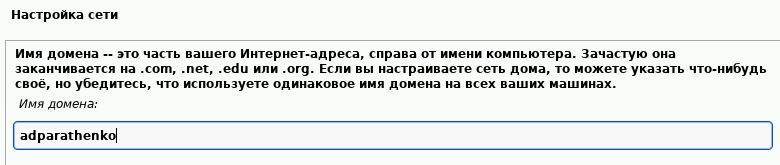 Настройка сети
Имя домена -- это часть вашего Интернет-адреса, справа от имени компьютера. Зачастую она
заканчивается на .com, .net, .edu или .org. Если вы настраиваете сеть дома, то можете указать что-нибудь
своё, но убедитесь, что используете одинаковое имя домена на всех ваших машинах.
Имя домена:
adparathenko